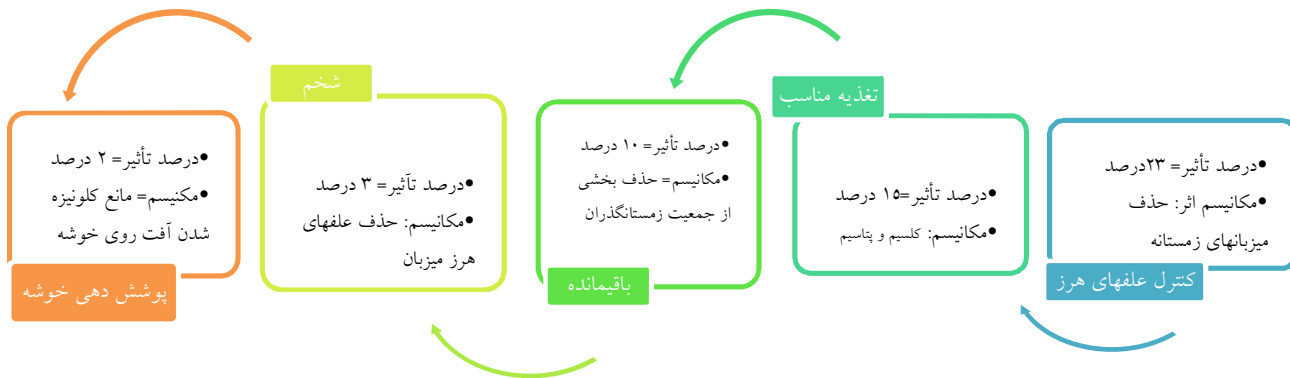 •درصد تأثیر= ۲۳درصد
•مکانیسم اثر: حذف
میزبانهای زمستانه
کنترل علفهای هرز
تغذیه مناسب
•درصد تأثیر=۱۵ درصد
•مکانیسم: کلسیم و پتاسیم
•درصد تأثیر= ۱۰ درصد
•مکانیسم= حذف بخشی
از جمعیت زمستانگذران
باقیمانده
شخم
•درصد تآثیر= ۳ درصد
•مکانیسم: حذف علفهای
هرز میزبان
•درصد تأثیر= ۲ درصد
•مکنیسم= مانع کلونیزه
شدن آفت روی خوشه
پوشش دهی خوشه